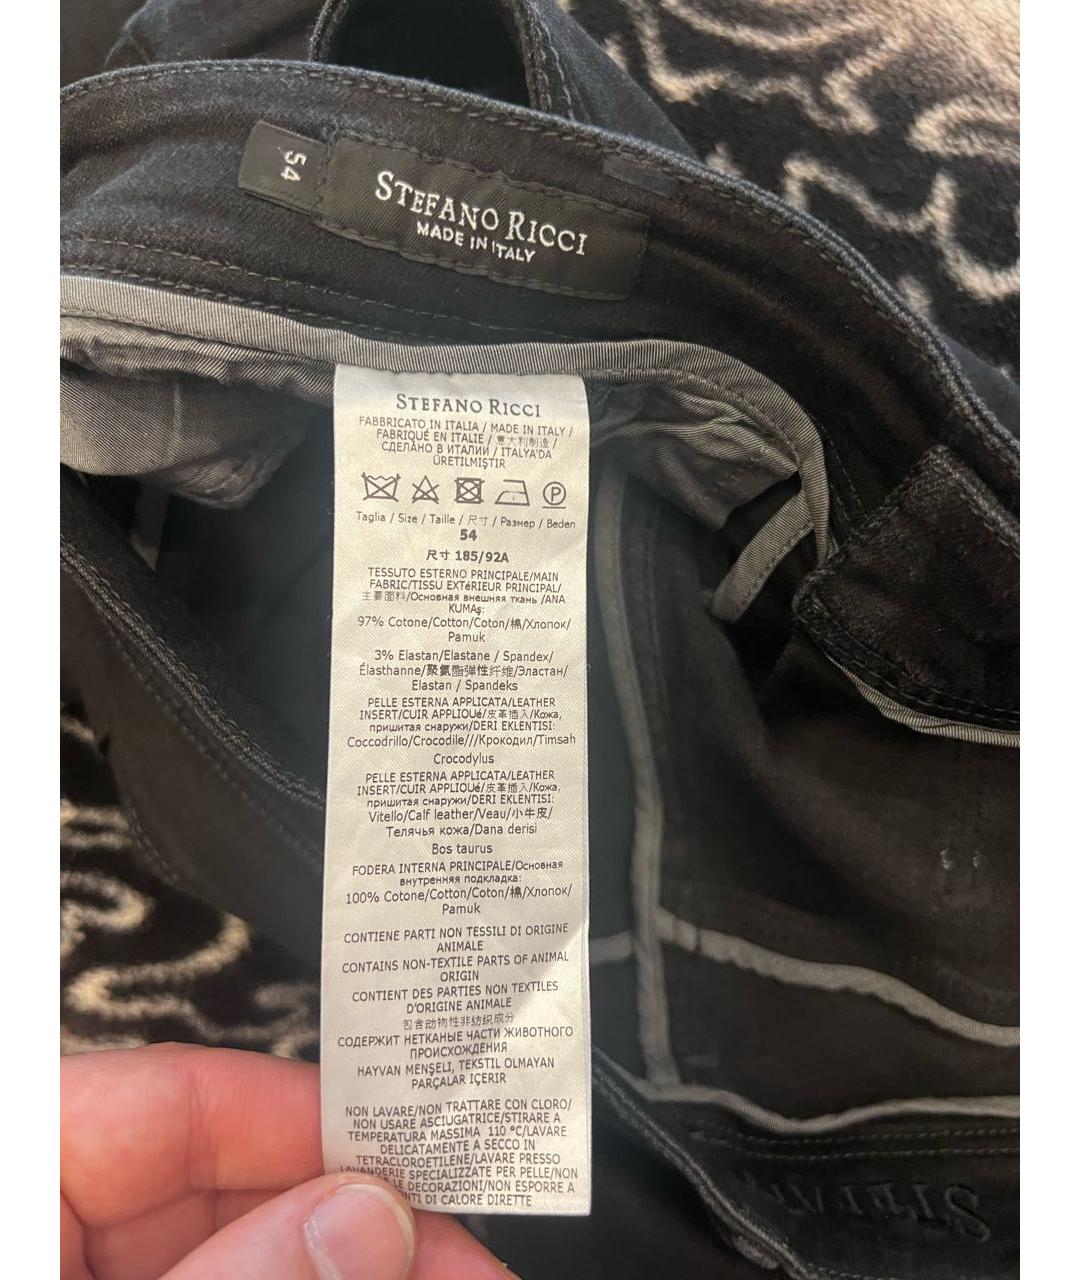 54
STEFANO RICCI
MADE IN ITALY
STEFANO RICCI
FABBRICATO IN ITALIA / MADE IN ITALY /
FABRIQUÉ EN ITALIE / 意大利制造 /
СДЕЛАНО В ИТАЛИИ / ITALYA'DA
ÜRETILMIŞTIR
P
Taglia / Size / Taille / 尺寸 / Размер / Beden
54
尺寸 185/92A
TESSUTO ESTERNO PRINCIPALE/MAIN
FABRIC/TISSU EXTéRIEUR PRINCIPAL/
主要面料/Основная внешняя ткань /ANA
KUMAş:
97% Cotone/Cotton/Coton/棉/Хлопок/
Pamuk
3% Elastan/Elastane / Spandex/
Élasthanne/聚氨酯弹性纤维/Эластан/
Elastan / Spandeks
PELLE ESTERNA APPLICATA/LEATHER
INSERT/CUIR APPLIQUé/皮革插入/Кожа,
пришитая снаружи/DERI EKLENTISI:
Coccodrillo/Crocodile///Крокодил/Timsah
Crocodylus
PELLE ESTERNA APPLICATA/LEATHER
INSERT/CUIR APPLIQUé/皮革插入/Кожа,
пришитая снаружи/DERI EKLENTISI:
Vitello/Calf leather/Veau/小牛皮/
Телячья кожа/Dana derisi
Bos taurus
FODERA INTERNA PRINCIPALE/Основная
внутренняя подкладка:
100% Cotone/Cotton/Coton/棉/Хлопок/
Pamuk
CONTIENE PARTI NON TESSILI DI ORIGINE
ANIMALE
CONTAINS NON-TEXTILE PARTS OF ANIMAL
ORIGIN
CONTIENT DES PARTIES NON TEXTILES
D'ORIGINE ANIMALE
包含动物性非纺织成分
СОДЕРЖИТ НЕТКАНЫЕ ЧАСТИ ЖИВОТНОГО
ПРОИСХОЖДЕНИЯ
HAYVAN MENŞELI, TEKSTIL OLMAYAN
PARÇALAR IÇERIR
NON LAVARE/NON TRATTARE CON CLORO/
NON USARE ASCIUGATRICE/STIRARE A
TEMPERATURA MASSIMA 110 °C/LAVARE
DELICATAMENTE A SECCO IN
TETRACLOROETILENE/LAVARE PRESSO
LAVANDERIE SPECIALIZZATE PER PELLE/NON
LE DECORAZIONI/NON ESPORRE A
DI CALORE DIRETTE